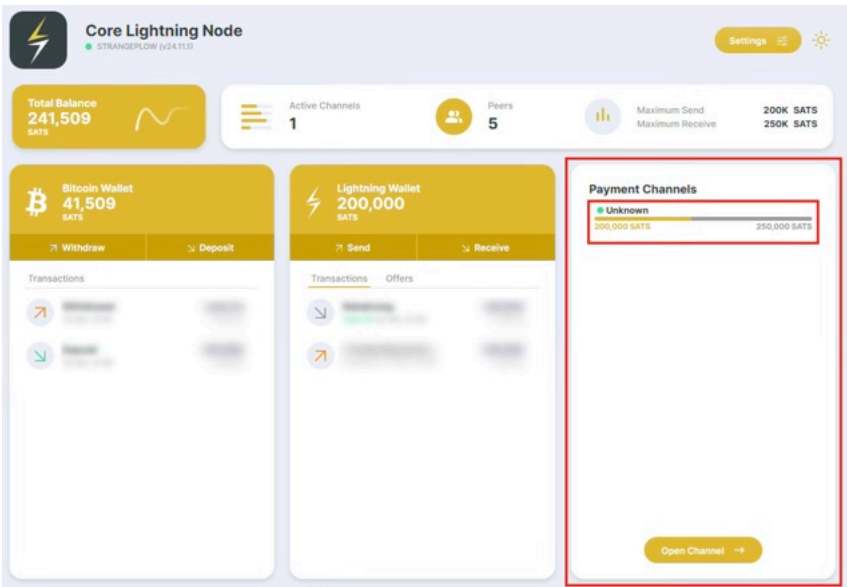 Core Lightning Node
STRANGEPLOW (v24.11.1)
Settings
Total Balance
241,509
SATS
Active Channels
1
Peers
5
Maximum Send 200K SATS
Maximum Receive 250K SATS
Bitcoin Wallet
41,509
SATS
Withdraw
Deposit
Transactions
Lightning Wallet
200,000
SATS
Send
Receive
Transactions Offers
Payment Channels
Unknown
200,000 SATS 250,000 SATS
Open Channel